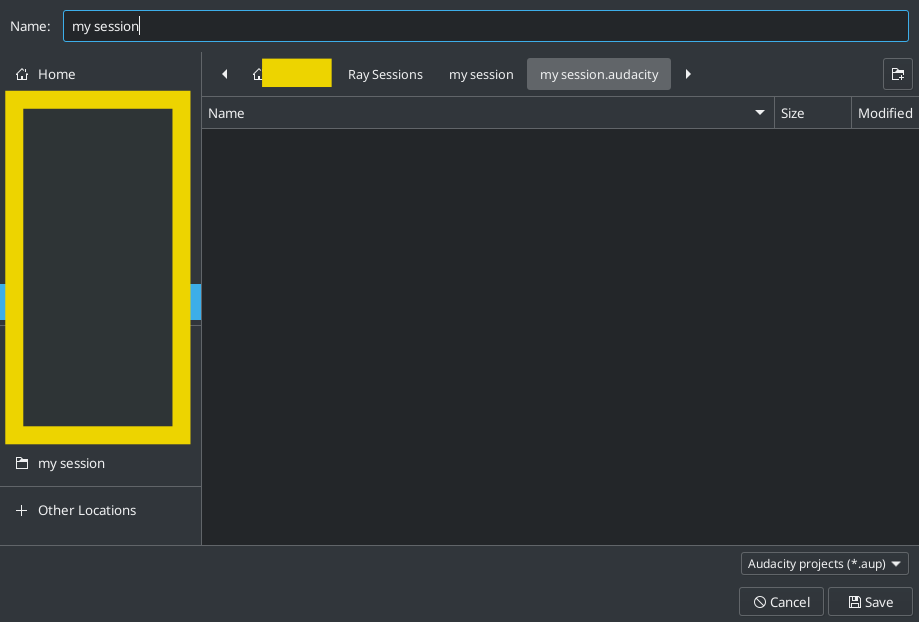 Name: my session
Home
Ray Sessions my session my session.audacity
Name Size Modified
my session
Other Locations
Audacity projects (*.aup)
Cancel Save